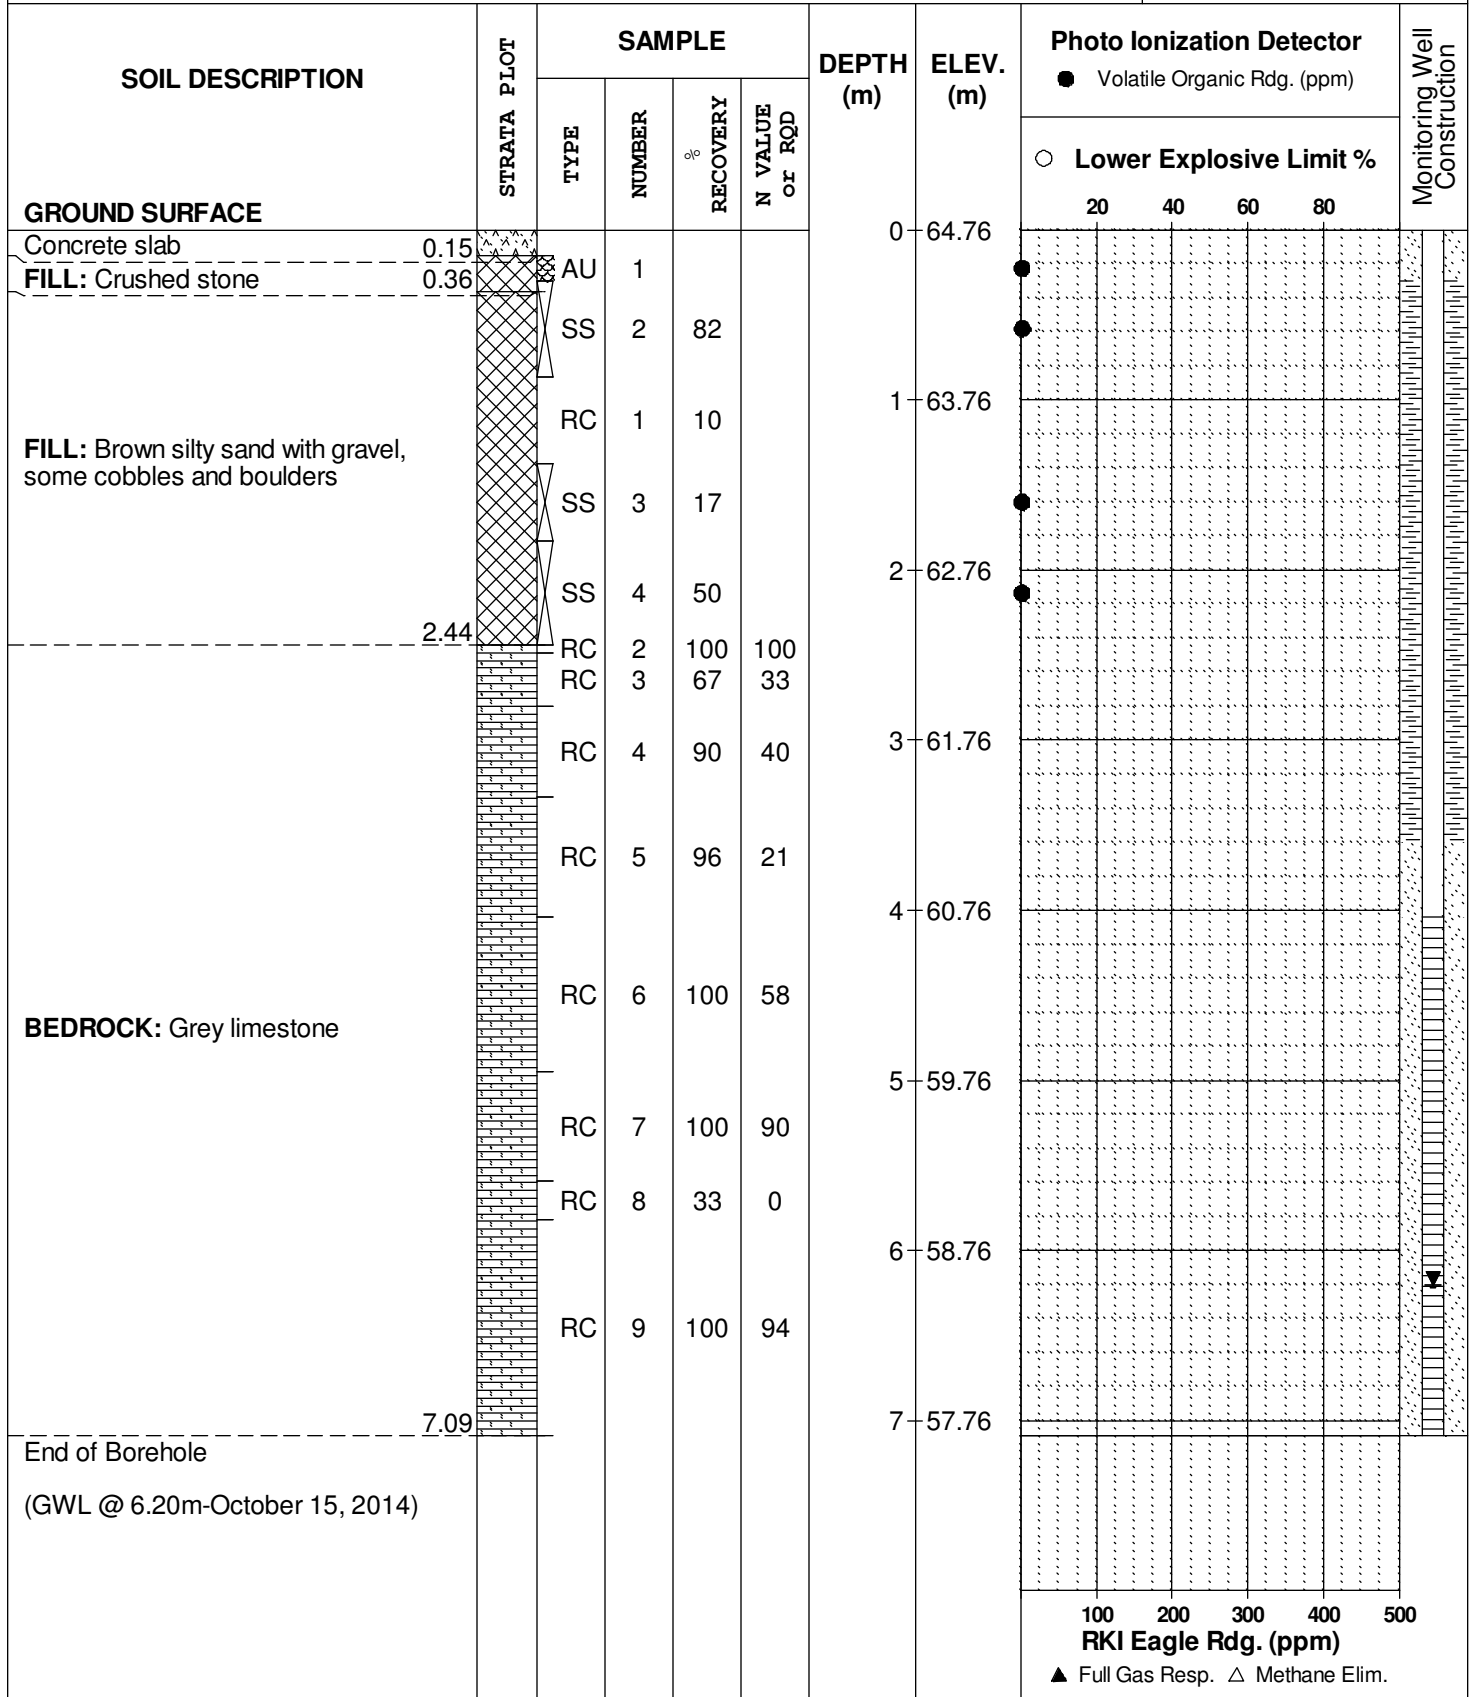 SOIL DESCRIPTION
GROUND SURFACE
STRATA PLOT
SAMPLE
TYPE
NUMBER
%
RECOVERY
N VALUE
or RQD
DEPTH
(m)
ELEV.
(m)
Photo Ionization Detector
● Volatile Organic Rdg. (ppm)
○ Lower Explosive Limit %
20 40 60 80
Monitoring Well
Construction
0 64.76
Concrete slab 0.15
FILL: Crushed stone 0.36
AU 1
SS 2 82
1 63.76
RC 1 10
FILL: Brown silty sand with gravel,
some cobbles and boulders
SS 3 17
2 62.76
SS 4 50
2.44
RC 2 100 100
RC 3 67 33
3 61.76
RC 4 90 40
RC 5 96 21
4 60.76
RC 6 100 58
BEDROCK: Grey limestone
5 59.76
RC 7 100 90
RC 8 33 0
6 58.76
RC 9 100 94
7 57.76
7.09
End of Borehole
(GWL @ 6.20m-October 15, 2014)
100 200 300 400 500
RKI Eagle Rdg. (ppm)
▲ Full Gas Resp. △ Methane Elim.